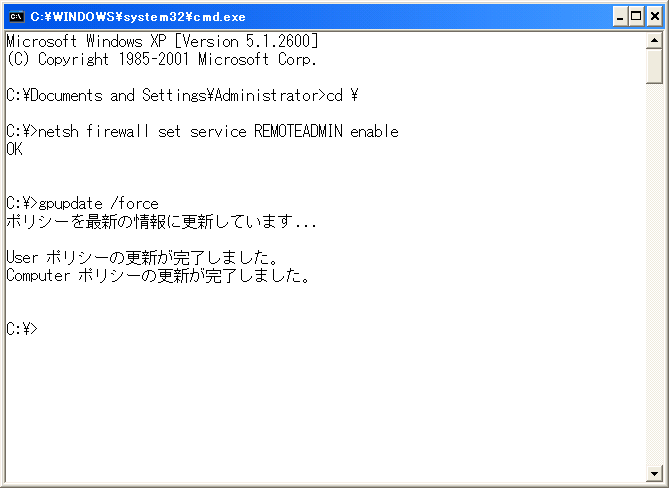 C:¥WINDOWS¥system32¥cmd.exe
Microsoft Windows XP [Version 5.1.2600]
(C) Copyright 1985-2001 Microsoft Corp.
C:¥Documents and Settings¥Administrator>cd ¥
C:¥>netsh firewall set service REMOTEADMIN enable
OK
C:¥>gpupdate /force
ポリシーを最新の情報に更新しています...
User ポリシーの更新が完了しました。
Computer ポリシーの更新が完了しました。
C:¥>